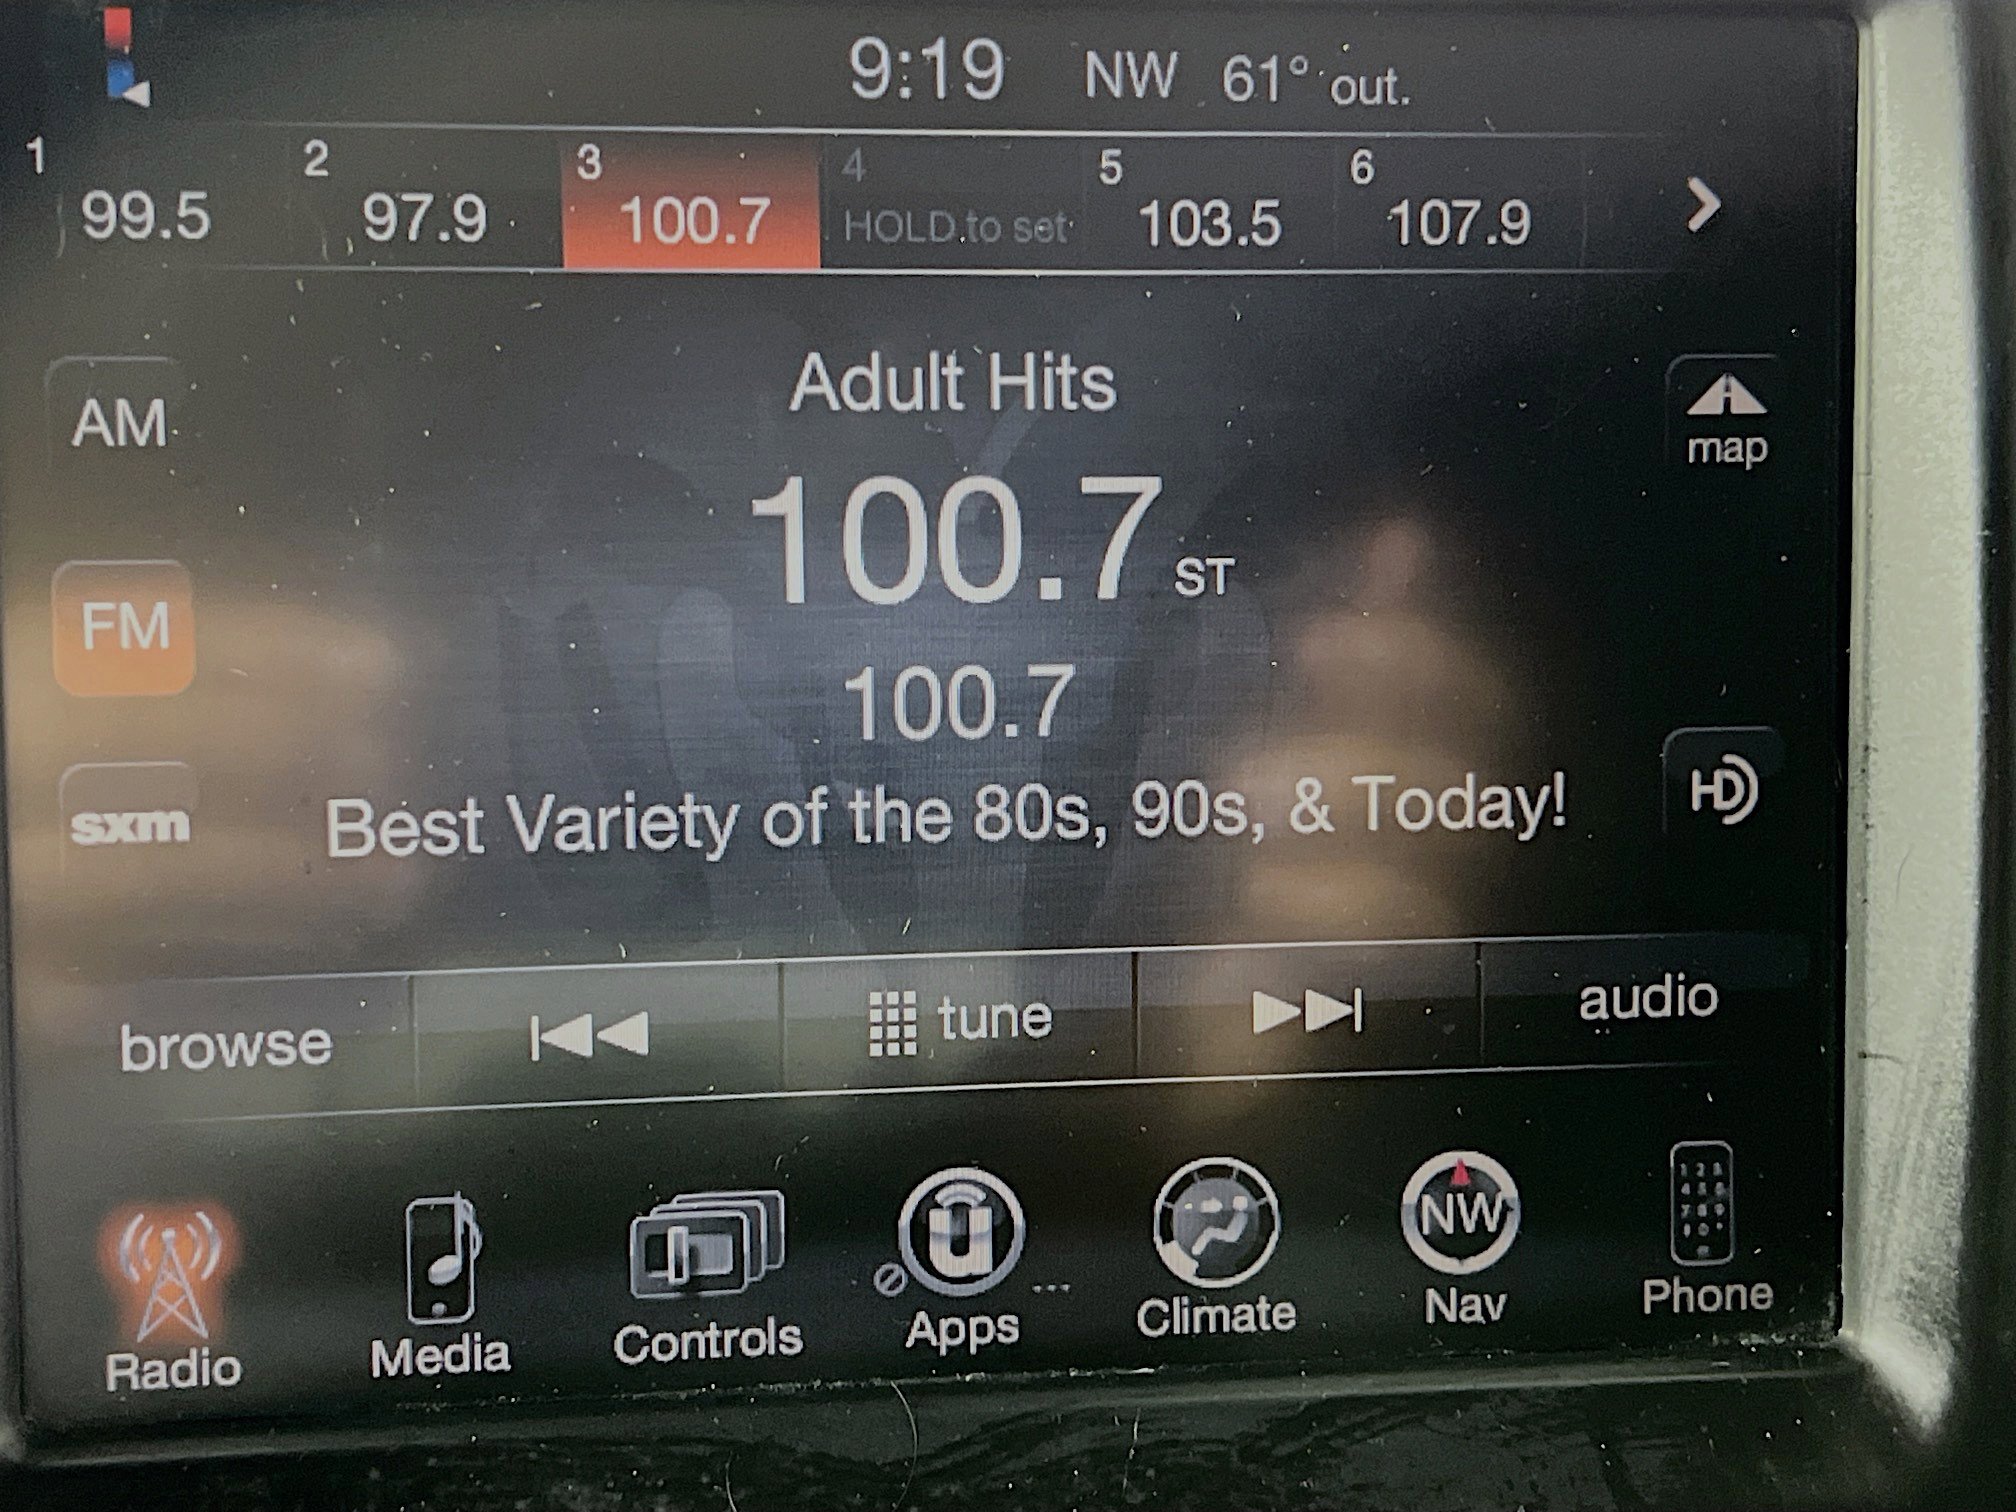 9:19 NW 61° out.
1 2 3 4 5 6
99.5 97.9 100.7 HOLD to set 103.5 107.9
Adult Hits
AM
map
100.7 ST
FM
100.7
sxm
Best Variety of the 80s, 90s, & Today!
HD
browse tune audio
NW
Radio Media Controls Apps Climate Nav Phone